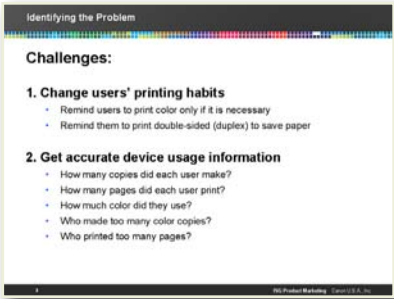 Identifying the Problem
Challenges:
1. Change users' printing habits
• Remind users to print color only if it is necessary
• Remind them to print double-sided (duplex) to save paper
2. Get accurate device usage information
• How many copies did each user make?
• How many pages did each user print?
• How much color did they use?
• Who made too many color copies?
• Who printed too many pages?
Product Marketing Canon U.S.A., Inc.